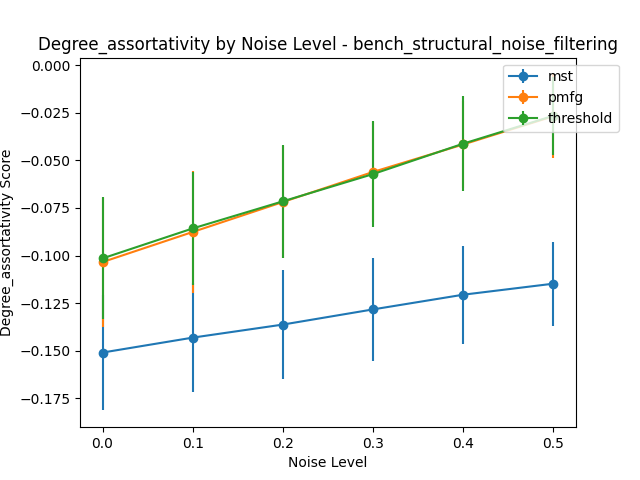 Degree_assortativity by Noise Level - bench_structural_noise_filtering
mst
pmfg
threshold
0.000
−0.025
−0.050
−0.075
−0.100
−0.125
−0.150
−0.175
Degree_assortativity Score
0.0 0.1 0.2 0.3 0.4 0.5
Noise Level